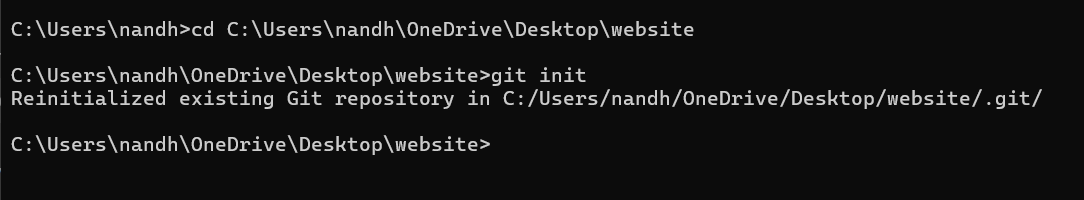 C:\Users\nandh>cd C:\Users\nandh\OneDrive\Desktop\website
C:\Users\nandh\OneDrive\Desktop\website>git init
Reinitialized existing Git repository in C:/Users/nandh/OneDrive/Desktop/website/.git/
C:\Users\nandh\OneDrive\Desktop\website>